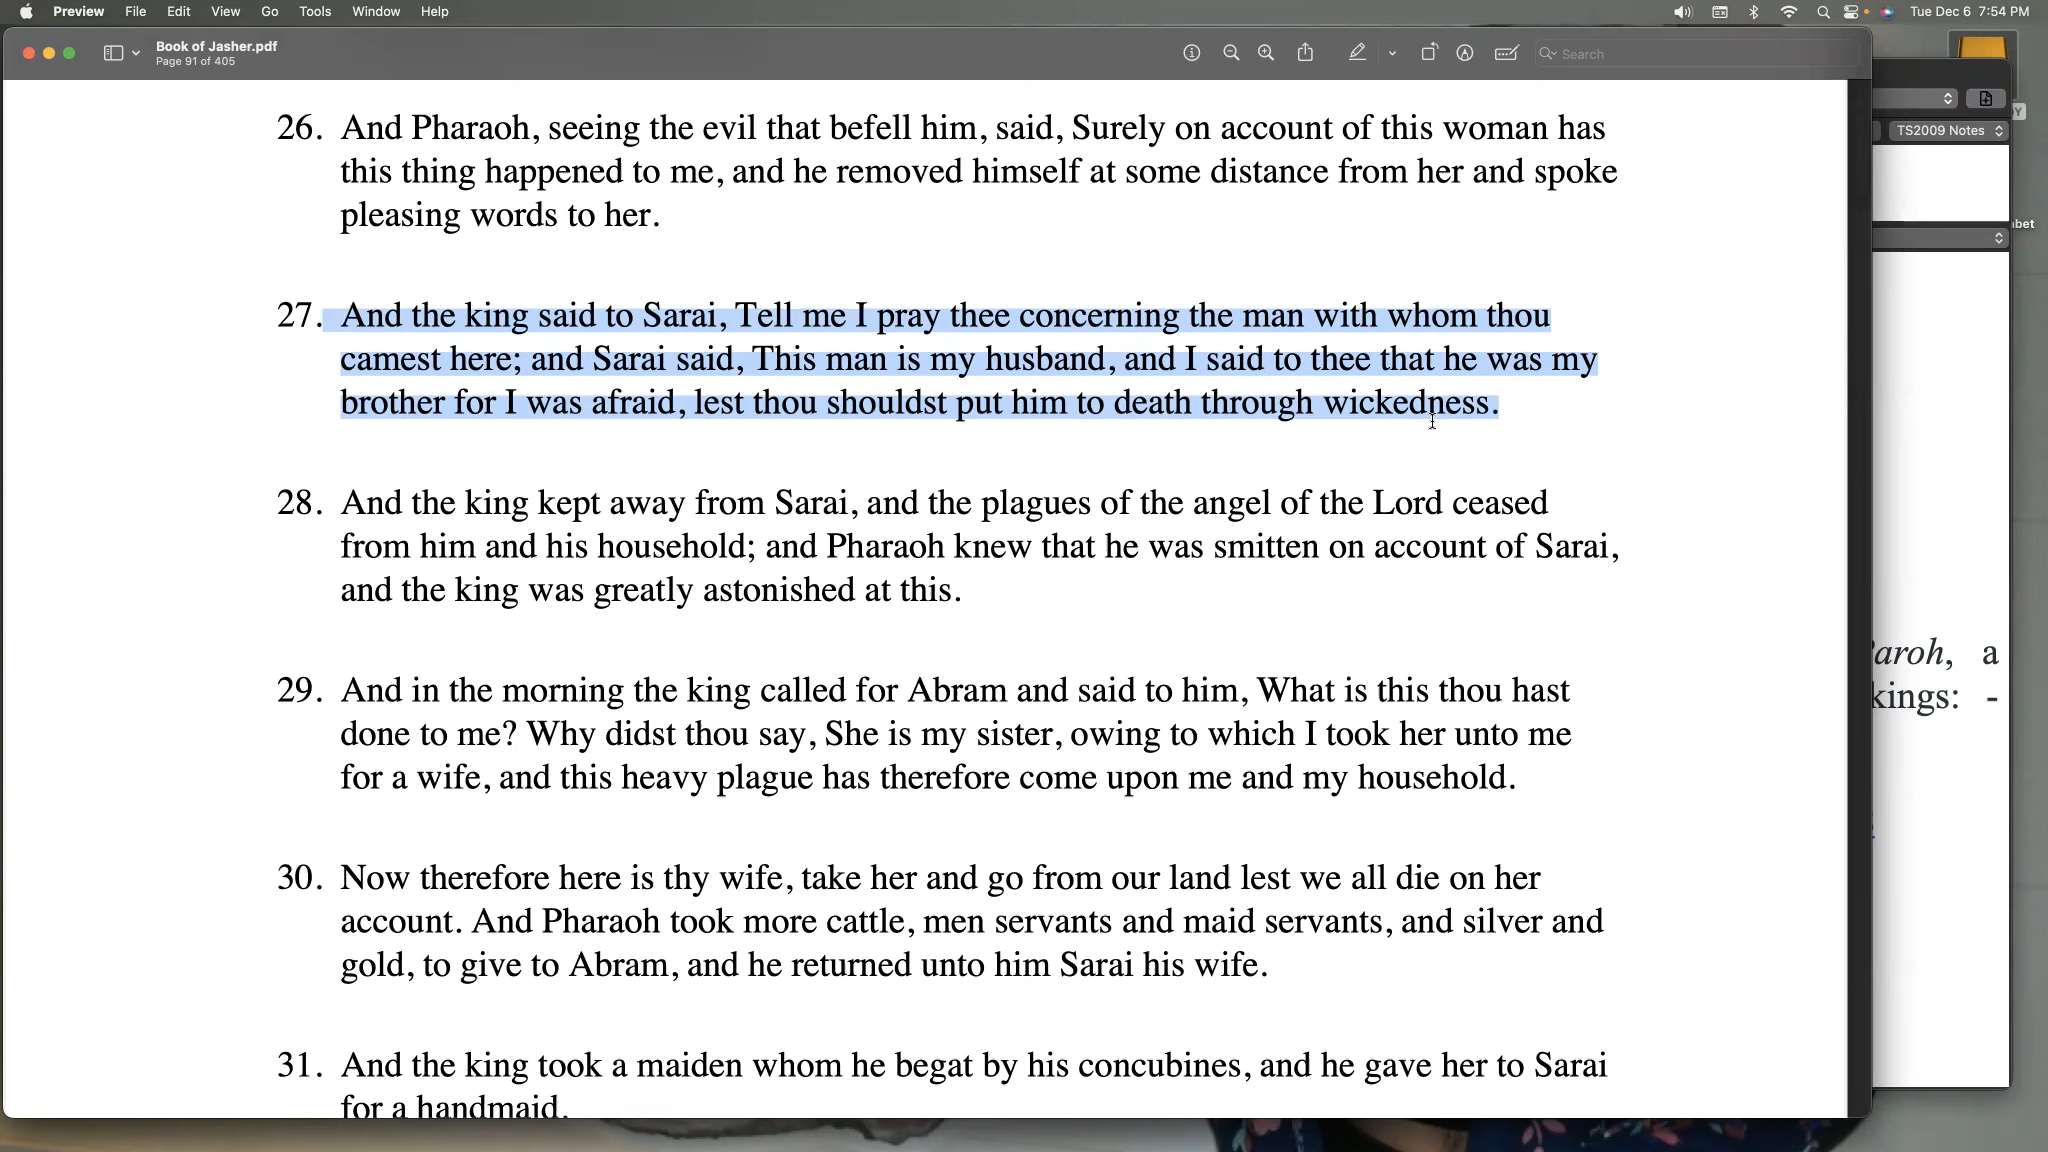 Preview File Edit View Go Tools Window Help
Tue Dec 6 7:54 PM
Book of Jasher.pdf
Page 91 of 405
Search
26. And Pharaoh, seeing the evil that befell him, said, Surely on account of this woman has
this thing happened to me, and he removed himself at some distance from her and spoke
pleasing words to her.
27. And the king said to Sarai, Tell me I pray thee concerning the man with whom thou
camest here; and Sarai said, This man is my husband, and I said to thee that he was my
brother for I was afraid, lest thou shouldst put him to death through wickedness.
28. And the king kept away from Sarai, and the plagues of the angel of the Lord ceased
from him and his household; and Pharaoh knew that he was smitten on account of Sarai,
and the king was greatly astonished at this.
29. And in the morning the king called for Abram and said to him, What is this thou hast
done to me? Why didst thou say, She is my sister, owing to which I took her unto me
for a wife, and this heavy plague has therefore come upon me and my household.
30. Now therefore here is thy wife, take her and go from our land lest we all die on her
account. And Pharaoh took more cattle, men servants and maid servants, and silver and
gold, to give to Abram, and he returned unto him Sarai his wife.
31. And the king took a maiden whom he begat by his concubines, and he gave her to Sarai
for a handmaid.
TS2009 Notes
aroh, a
kings: -